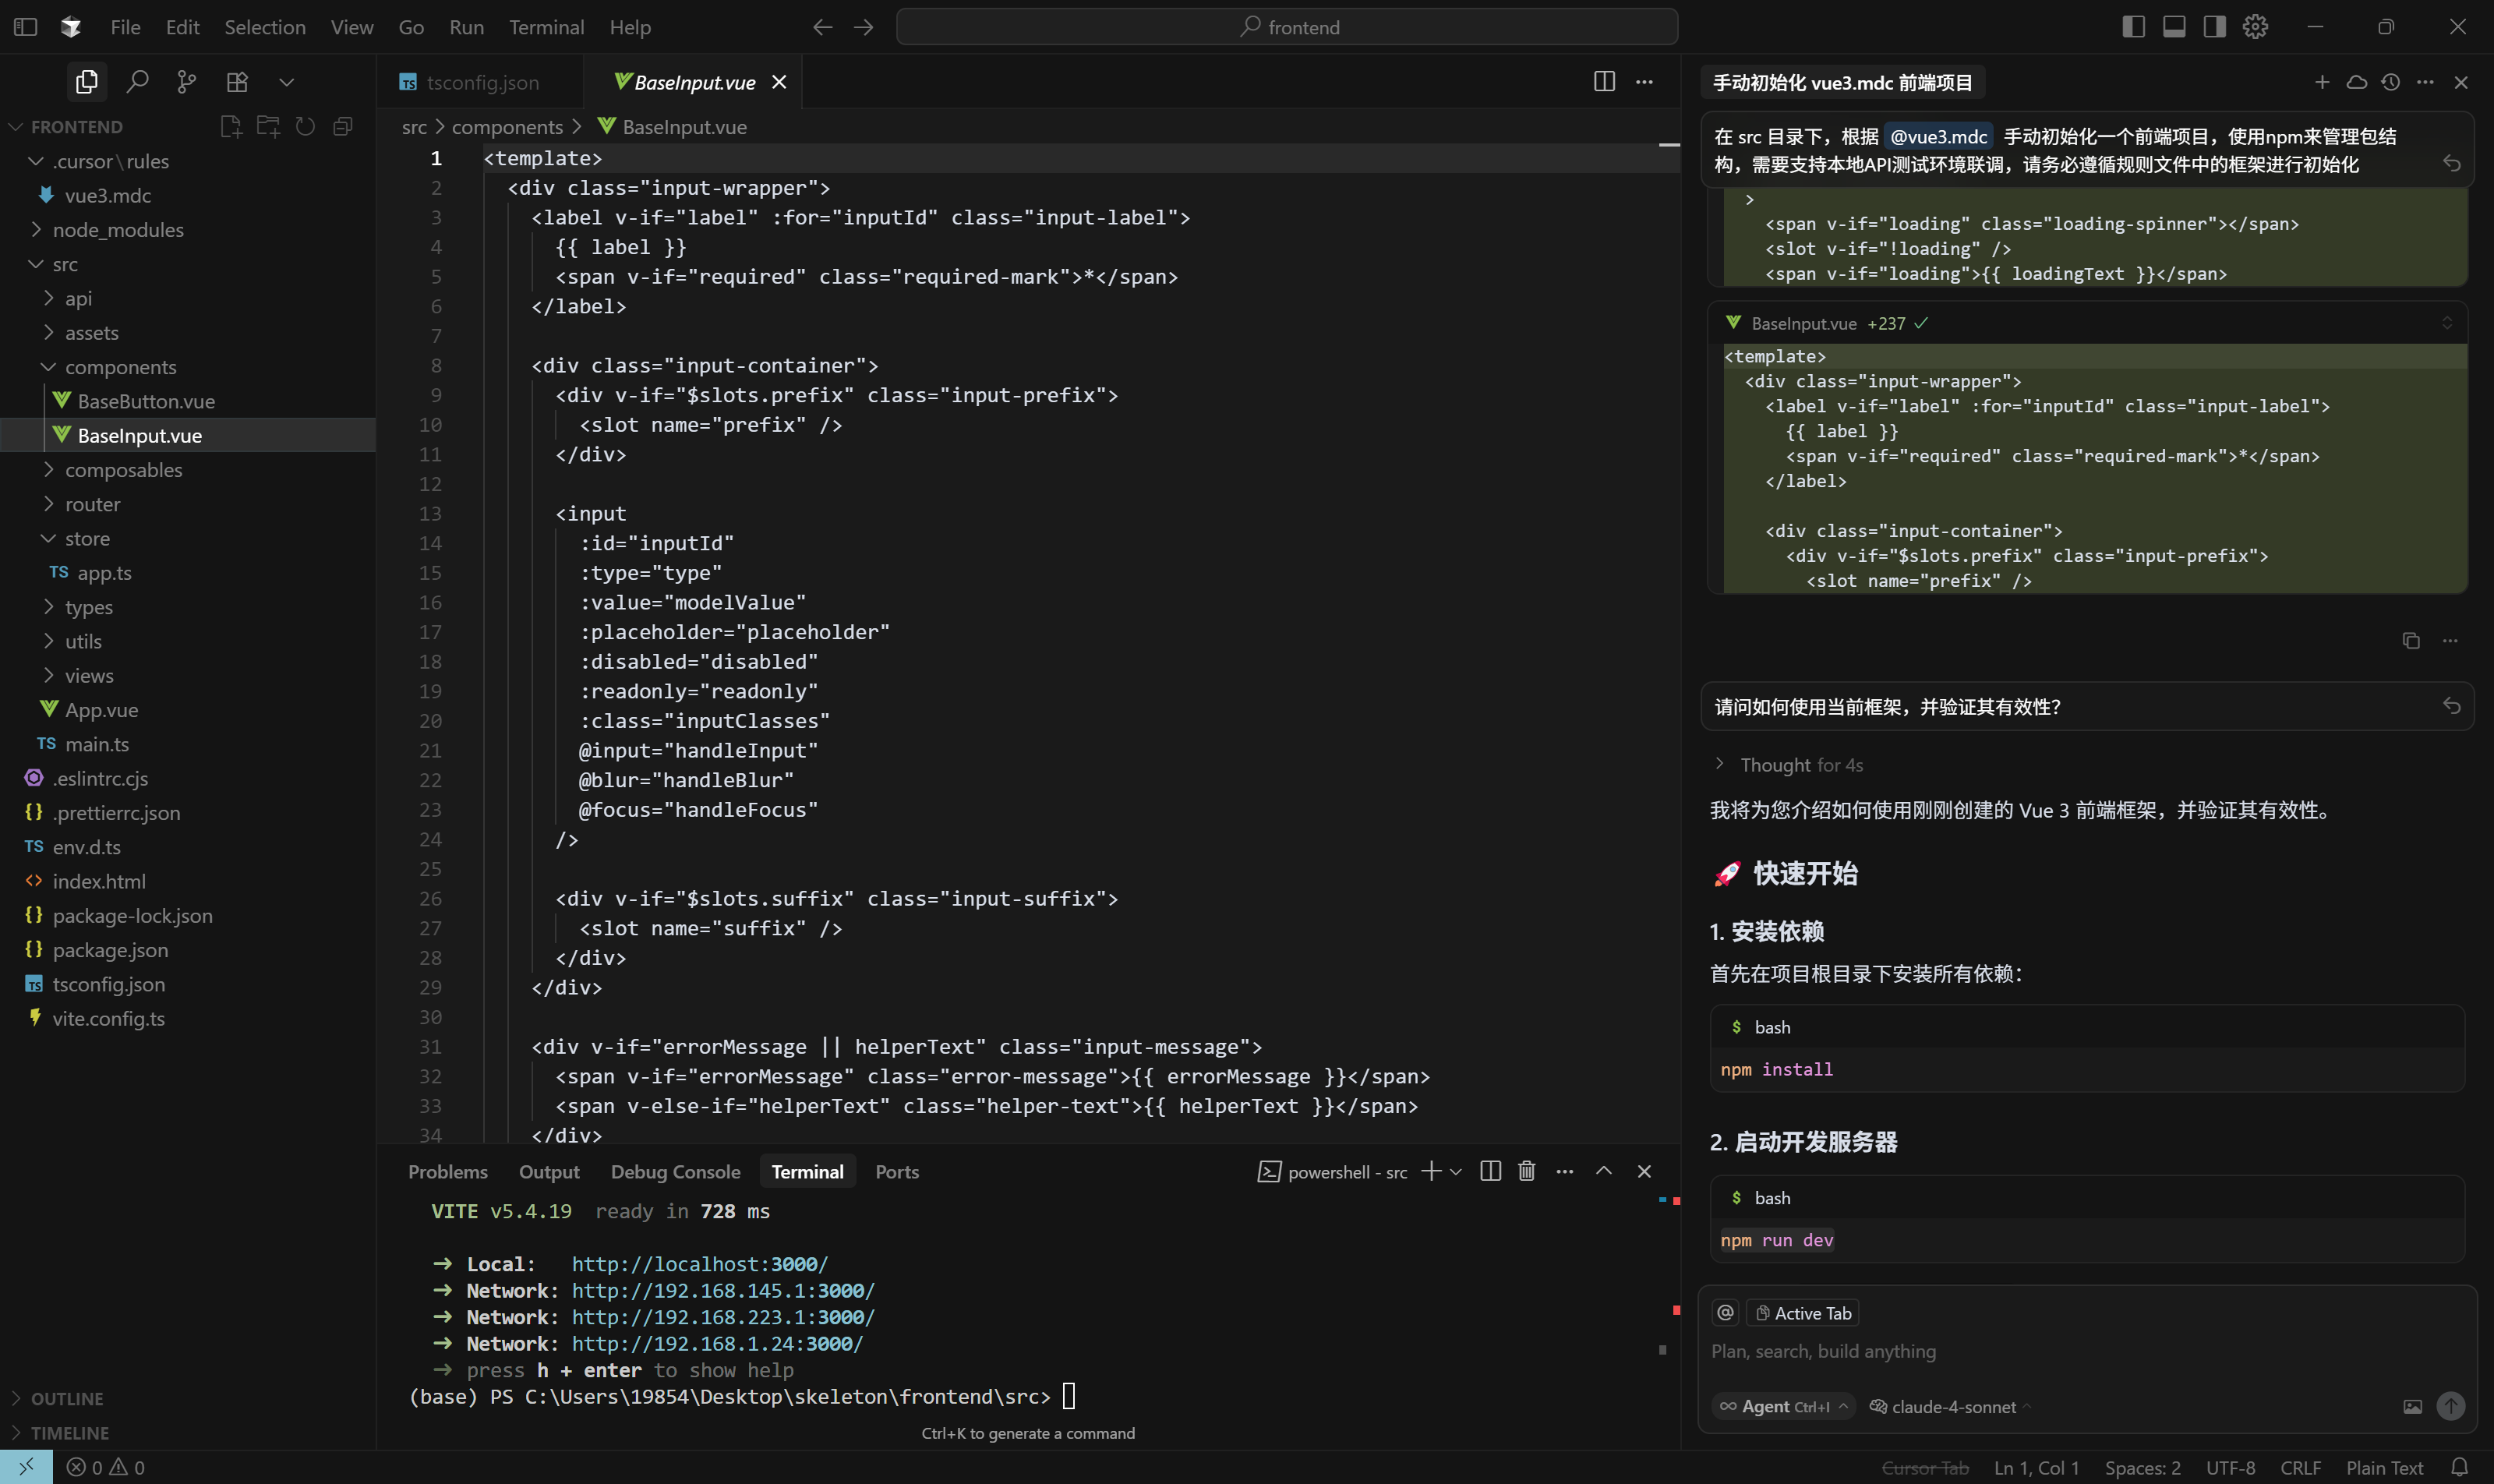 File Edit Selection View Go Run Terminal Help
frontend
FRONTEND
.cursor\rules
vue3.mdc
node_modules
src
api
assets
components
BaseButton.vue
BaseInput.vue
composables
router
store
TS app.ts
types
utils
views
App.vue
TS main.ts
.eslintrc.cjs
{} .prettierrc.json
TS env.d.ts
<> index.html
{} package-lock.json
{} package.json
TS tsconfig.json
vite.config.ts
OUTLINE
TIMELINE
TS tsconfig.json
BaseInput.vue
src > components > BaseInput.vue
1 <template>
2 <div class="input-wrapper">
3 <label v-if="label" :for="inputId" class="input-label">
4 {{ label }}
5 <span v-if="required" class="required-mark">*</span>
6 </label>
7
8 <div class="input-container">
9 <div v-if="$slots.prefix" class="input-prefix">
10 <slot name="prefix" />
11 </div>
12
13 <input
14 :id="inputId"
15 :type="type"
16 :value="modelValue"
17 :placeholder="placeholder"
18 :disabled="disabled"
19 :readonly="readonly"
20 :class="inputClasses"
21 @input="handleInput"
22 @blur="handleBlur"
23 @focus="handleFocus"
24 />
25
26 <div v-if="$slots.suffix" class="input-suffix">
27 <slot name="suffix" />
28 </div>
29 </div>
30
31 <div v-if="errorMessage || helperText" class="input-message">
32 <span v-if="errorMessage" class="error-message">{{ errorMessage }}</span>
33 <span v-else-if="helperText" class="helper-text">{{ helperText }}</span>
34 </div>
Problems Output Debug Console Terminal Ports
powershell - src
VITE v5.4.19 ready in 728 ms
➜ Local: http://localhost:3000/
➜ Network: http://192.168.145.1:3000/
➜ Network: http://192.168.223.1:3000/
➜ Network: http://192.168.1.24:3000/
➜ press h + enter to show help
(base) PS C:\Users\19854\Desktop\skeleton\frontend\src>
Ctrl+K to generate a command
手动初始化 vue3.mdc 前端项目
在 src 目录下，根据 @vue3.mdc 手动初始化一个前端项目，使用npm来管理包结
构，需要支持本地API测试环境联调，请务必遵循规则文件中的框架进行初始化
>
<span v-if="loading" class="loading-spinner"></span>
<slot v-if="!loading" />
<span v-if="loading">{{ loadingText }}</span>
BaseInput.vue +237
<template>
<div class="input-wrapper">
<label v-if="label" :for="inputId" class="input-label">
{{ label }}
<span v-if="required" class="required-mark">*</span>
</label>
<div class="input-container">
<div v-if="$slots.prefix" class="input-prefix">
<slot name="prefix" />
请问如何使用当前框架，并验证其有效性？
Thought for 4s
我将为您介绍如何使用刚刚创建的 Vue 3 前端框架，并验证其有效性。
🚀 快速开始
1. 安装依赖
首先在项目根目录下安装所有依赖：
$ bash
npm install
2. 启动开发服务器
$ bash
npm run dev
@ Active Tab
Plan, search, build anything
∞ Agent Ctrl+I claude-4-sonnet
0 0
Cursor Tab Ln 1, Col 1 Spaces: 2 UTF-8 CRLF Plain Text